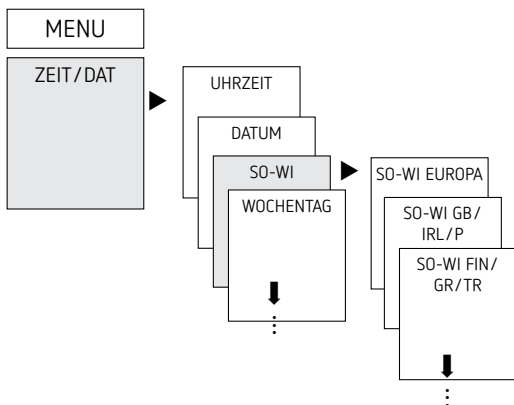 MENU
ZEIT/DAT
UHRZEIT
DATUM
SO-WI
WOCHENTAG
SO-WI EUROPA
SO-WI GB/
IRL/P
SO-WI FIN/
GR/TR